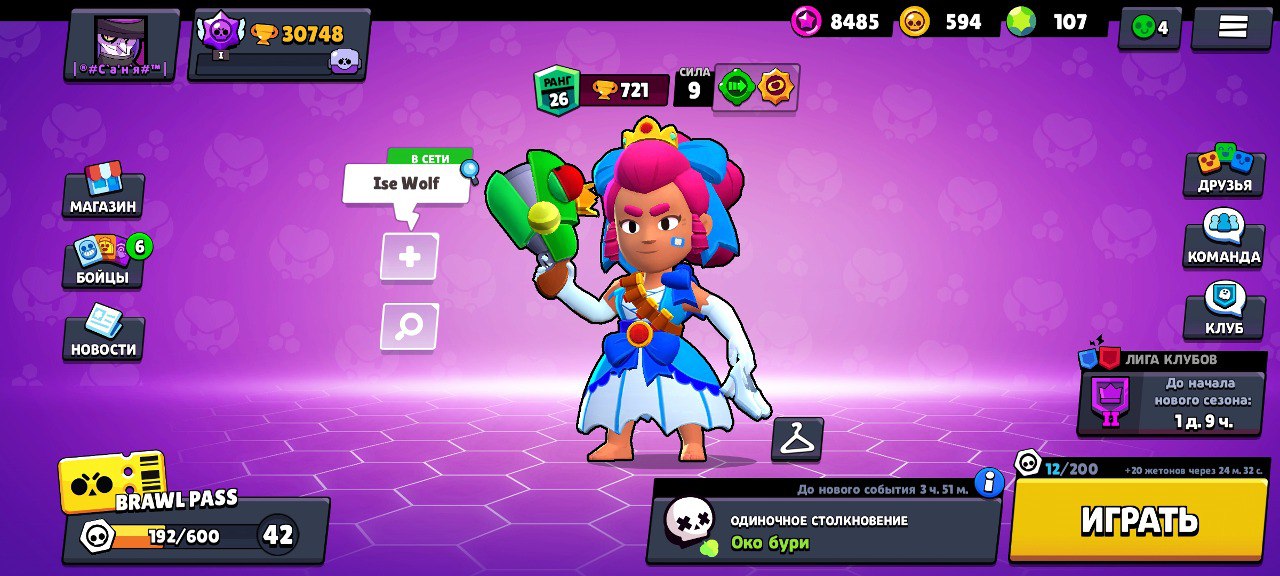 |®#С'а'н'я#™|
I
30748
8485
594
107
4
РАНГ
26
721
СИЛА
9
В СЕТИ
Ise Wolf
МАГАЗИН
6
БОЙЦЫ
НОВОСТИ
ДРУЗЬЯ
КОМАНДА
КЛУБ
ЛИГА КЛУБОВ
До начала
нового сезона:
1 д. 9 ч.
II
BRAWL PASS
192/600
42
До нового события 3 ч. 51 м.
i
ОДИНОЧНОЕ СТОЛКНОВЕНИЕ
Око бури
12/200
+20 жетонов через 24 м. 32 с.
ИГРАТЬ